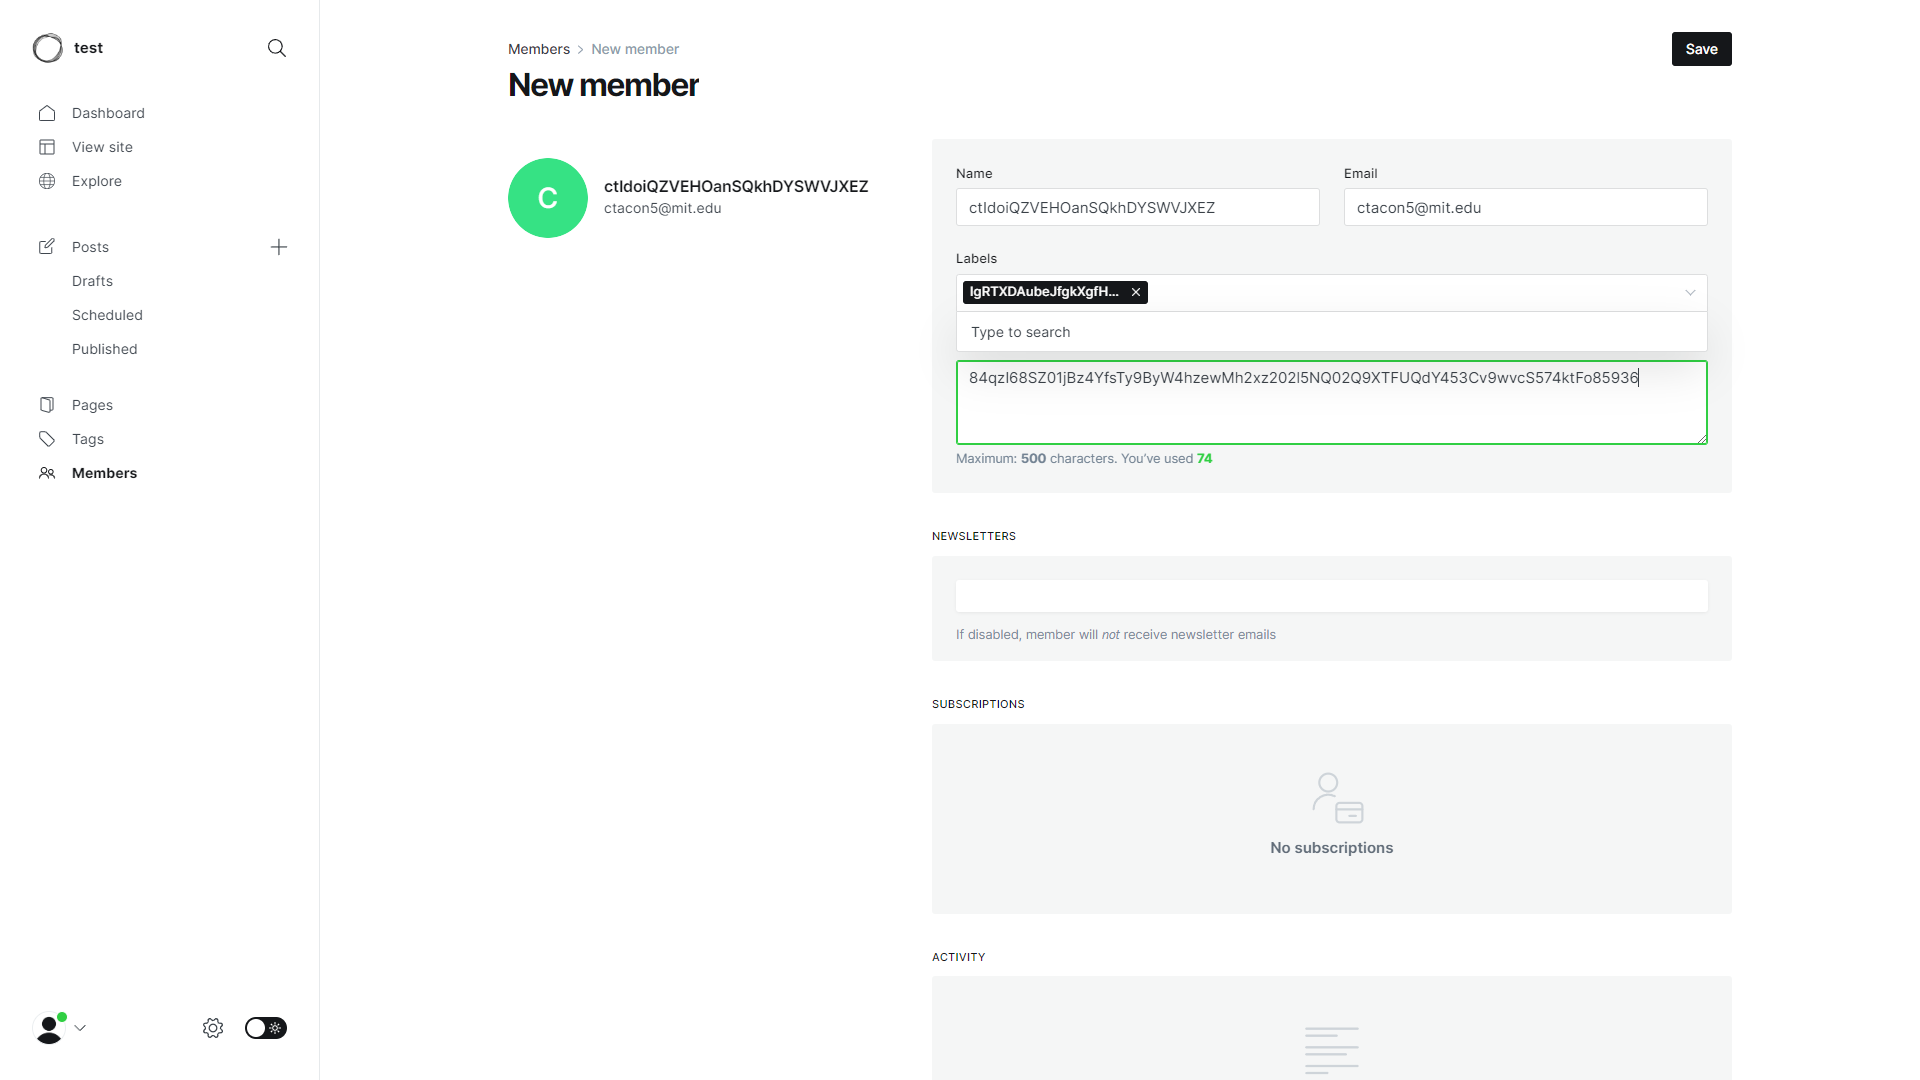 test
Dashboard
View site
Explore
Posts
Drafts
Scheduled
Published
Pages
Tags
Members
Members > New member
New member
Save
C
ctIdoiQZVEHOanSQkhDYSWVJXEZ
ctacon5@mit.edu
Name
ctIdoiQZVEHOanSQkhDYSWVJXEZ
Email
ctacon5@mit.edu
Labels
IgRTXDAubeJfgkXgfH...
Type to search
84qzI68SZ01jBz4YfsTy9ByW4hzewMh2xz202I5NQ02Q9XTFUQdY453Cv9wvcS574ktFo85936
Maximum: 500 characters. You've used 74
NEWSLETTERS
If disabled, member will not receive newsletter emails
SUBSCRIPTIONS
No subscriptions
ACTIVITY